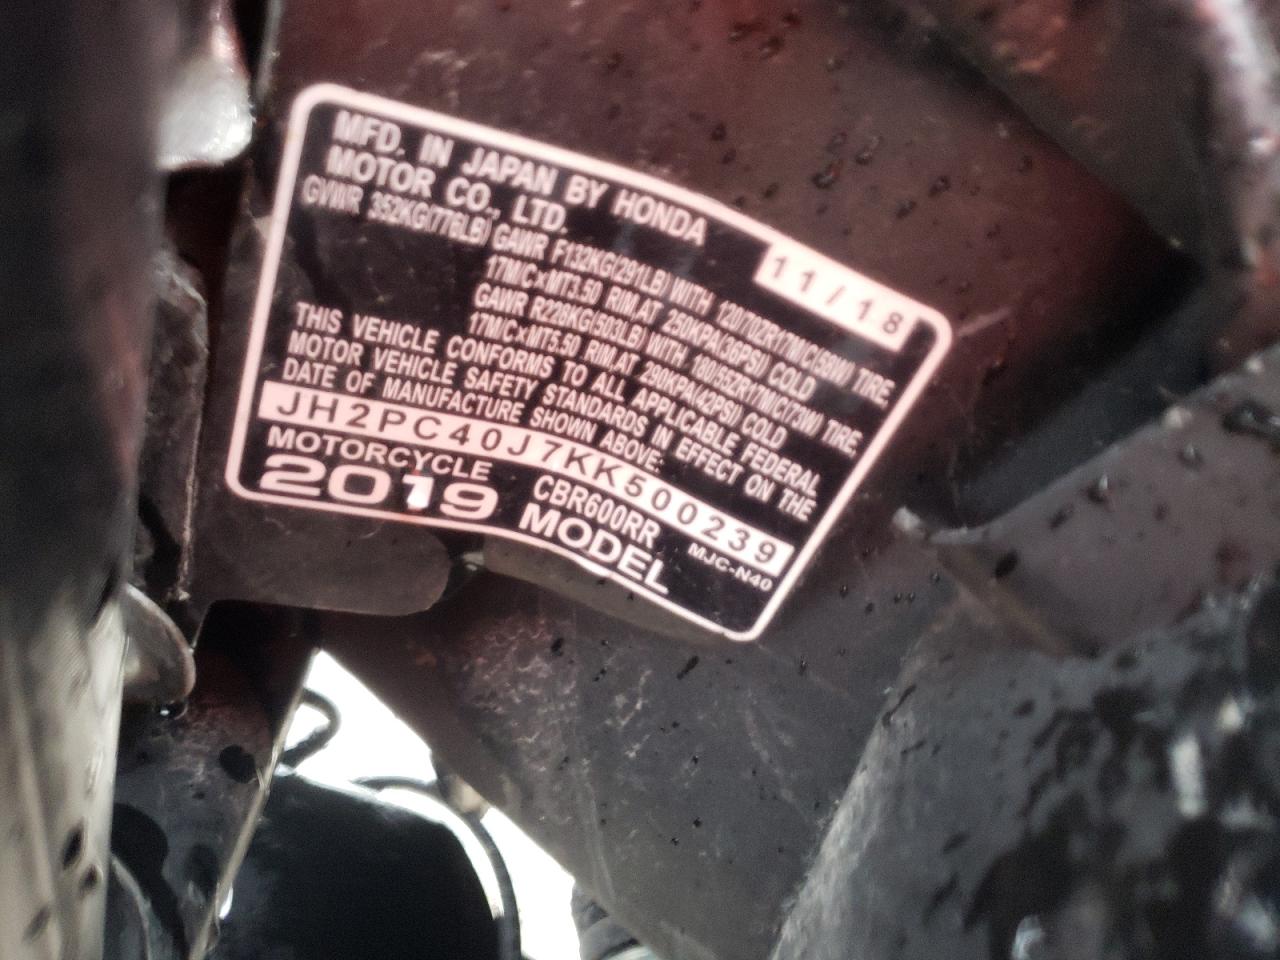 MFD. IN JAPAN BY HONDA
MOTOR CO., LTD.
11/18
GVWR 352KG(776LB) GAWR F132KG(291LB) WITH 120/70ZR17M/C(58W) TIRE
17M/C×MT3.50 RIM,AT 250KPA(36PSI) COLD
GAWR R228KG(503LB) WITH 180/55ZR17M/C(73W) TIRE,
17M/C×MT5.50 RIM,AT 290KPA(42PSI) COLD
THIS VEHICLE CONFORMS TO ALL APPLICABLE FEDERAL
MOTOR VEHICLE SAFETY STANDARDS IN EFFECT ON THE
DATE OF MANUFACTURE SHOWN ABOVE.
JH2PC40J7KK500239
MOTORCYCLE CBR600RR MJC-N40
2019 MODEL